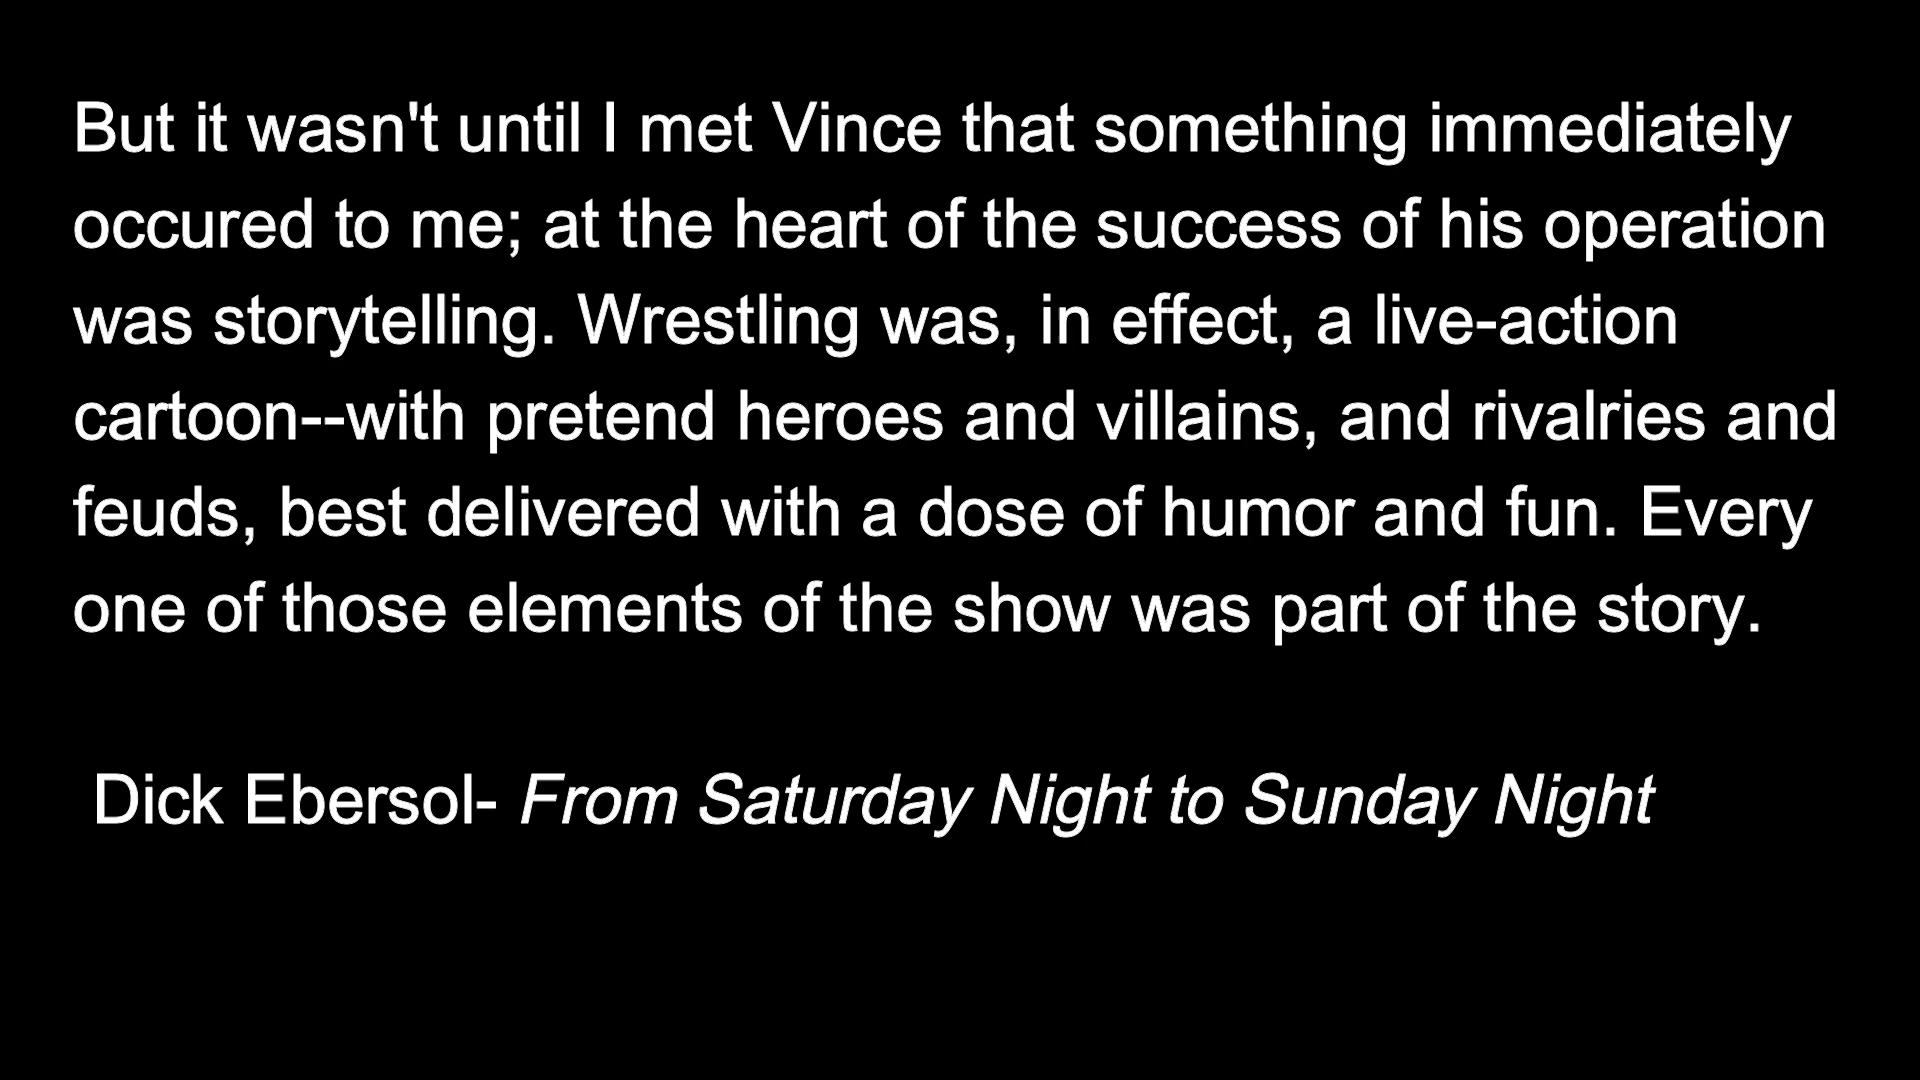 But it wasn't until I met Vince that something immediately
occured to me; at the heart of the success of his operation
was storytelling. Wrestling was, in effect, a live-action
cartoon--with pretend heroes and villains, and rivalries and
feuds, best delivered with a dose of humor and fun. Every
one of those elements of the show was part of the story.
Dick Ebersol- From Saturday Night to Sunday Night